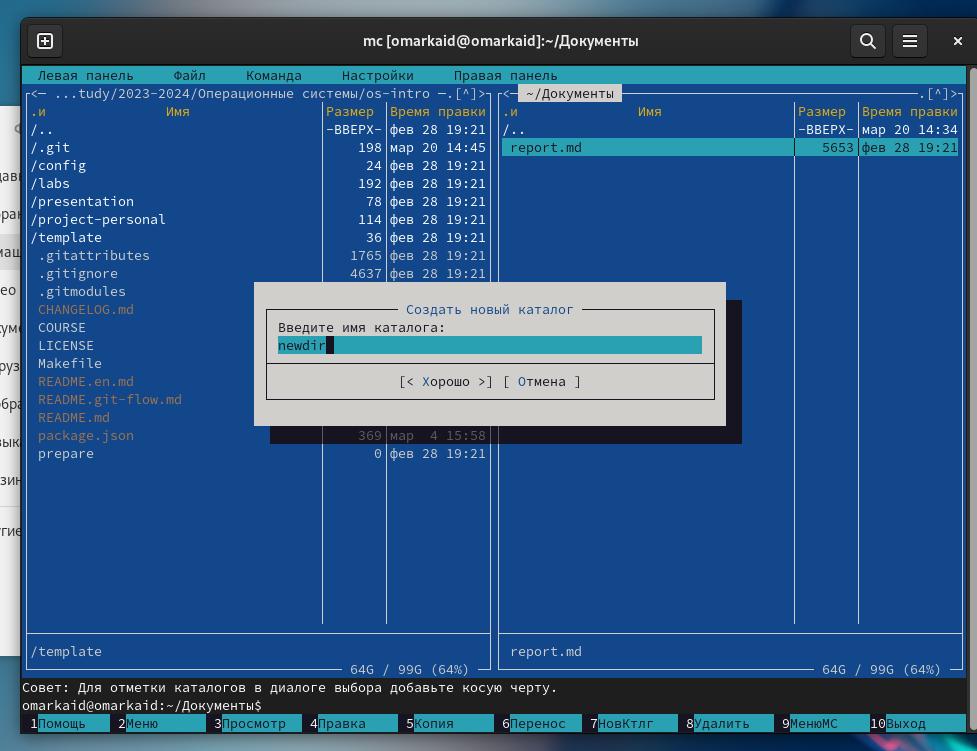 mc [omarkaid@omarkaid]:~/Документы
Левая панель Файл Команда Настройки Правая панель
<— ...tudy/2023-2024/Операционные системы/os-intro —.[^]>
.и Имя Размер Время правки
/.. -ВВЕРХ- фев 28 19:21
/.git 198 мар 20 14:45
/config 24 фев 28 19:21
/labs 192 фев 28 19:21
/presentation 78 фев 28 19:21
/project-personal 114 фев 28 19:21
/template 36 фев 28 19:21
.gitattributes 1765 фев 28 19:21
.gitignore 4637 фев 28 19:21
.gitmodules
CHANGELOG.md
COURSE
LICENSE
Makefile
README.en.md
README.git-flow.md
README.md
package.json 369 мар 4 15:58
prepare 0 фев 28 19:21
/template
64G / 99G (64%)
<— ~/Документы .[^]>
.и Имя Размер Время правки
/.. -ВВЕРХ- мар 20 14:34
report.md 5653 фев 28 19:21
report.md
64G / 99G (64%)
Создать новый каталог
Введите имя каталога:
newdir
[< Хорошо >] [ Отмена ]
Совет: Для отметки каталогов в диалоге выбора добавьте косую черту.
omarkaid@omarkaid:~/Документы$
1Помощь 2Меню 3Просмотр 4Правка 5Копия 6Перенос 7НовКтлг 8Удалить 9МенюМС 10Выход